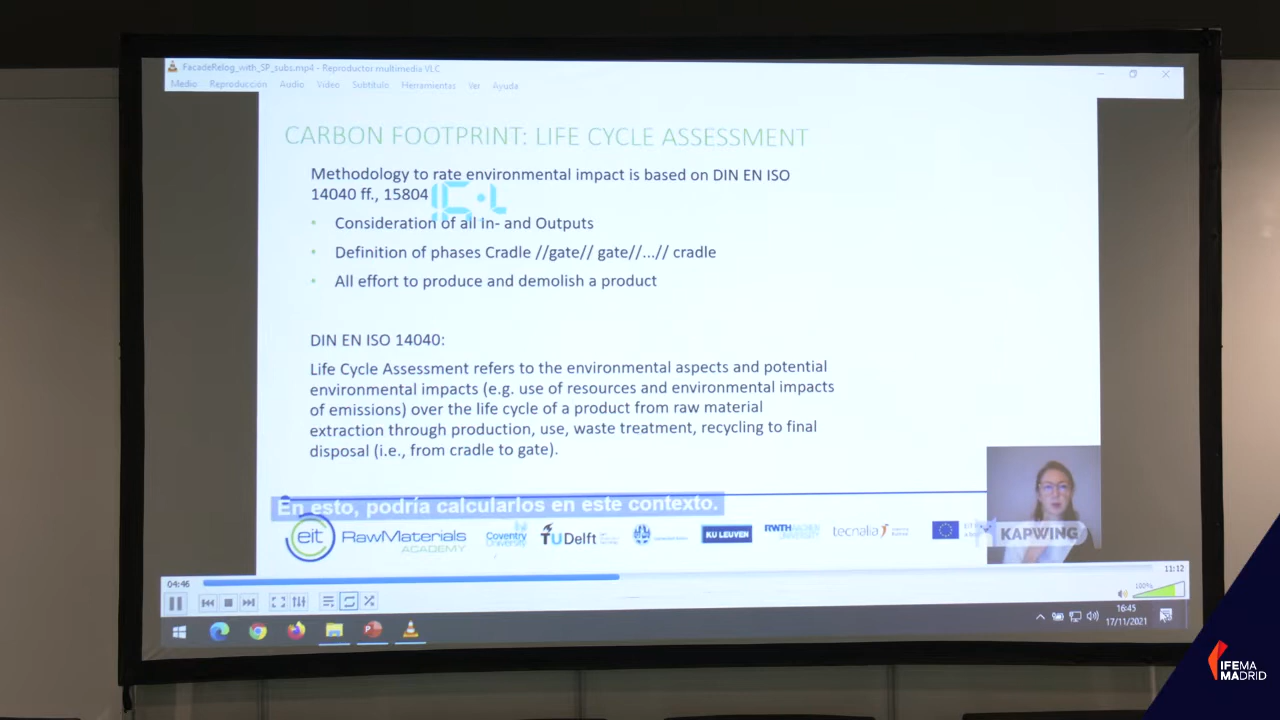 FacadeRelog_with_SP_subs.mp4 - Reproductor multimedia VLC
Medio Reproducción Audio Vídeo Subtítulo Herramientas Ver Ayuda
CARBON FOOTPRINT: LIFE CYCLE ASSESSMENT
Methodology to rate environmental impact is based on DIN EN ISO
14040 ff., 15804
• Consideration of all In- and Outputs
• Definition of phases Cradle //gate// gate//...// cradle
• All effort to produce and demolish a product
DIN EN ISO 14040:
Life Cycle Assessment refers to the environmental aspects and potential
environmental impacts (e.g. use of resources and environmental impacts
of emissions) over the life cycle of a product from raw material
extraction through production, use, waste treatment, recycling to final
disposal (i.e., from cradle to gate).
En esto, podría calcularlos en este contexto.
eit RawMaterials
ACADEMY
Coventry
University
TUDelft
KU LEUVEN
RWTH AACHEN
UNIVERSITY
tecnalia
KAPWING
04:46
11:12
100%
16:45
17/11/2021
IFEMA
MADRID